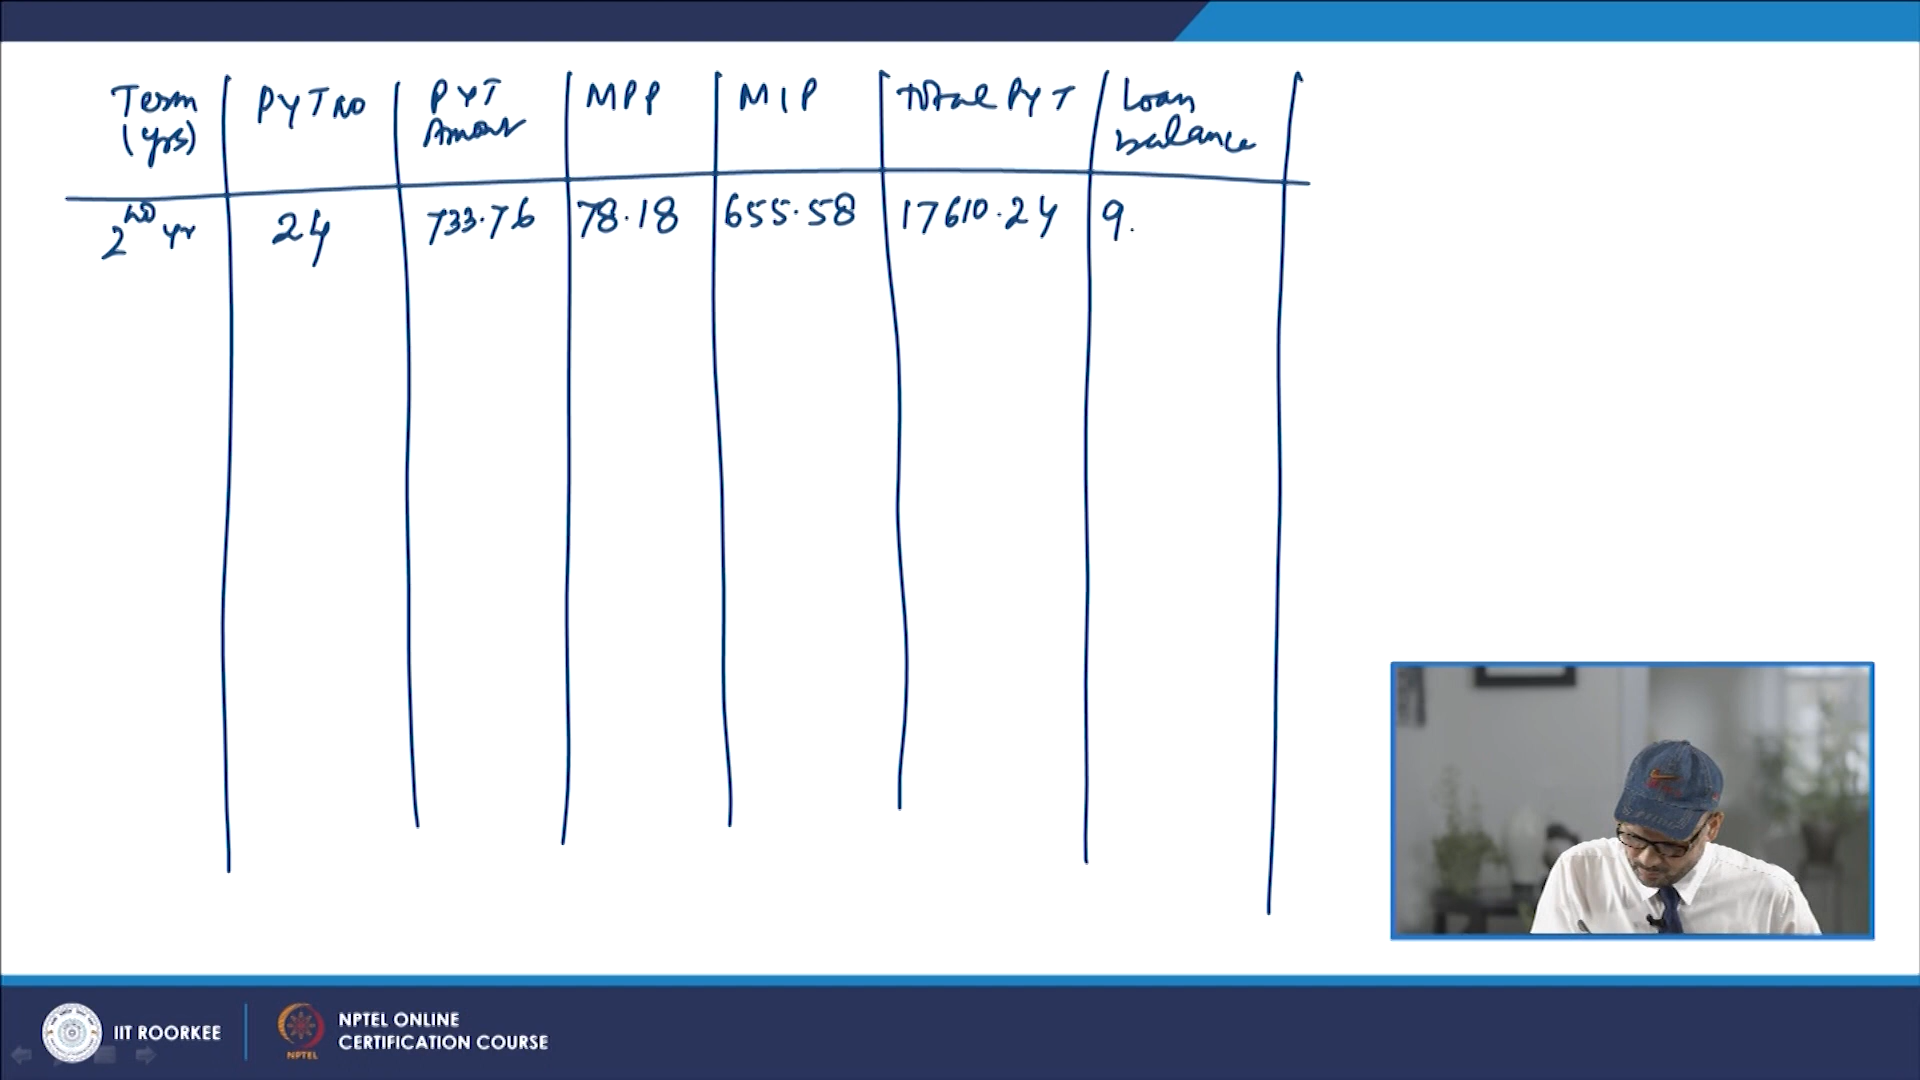 Term (yrs) | PYT NO | PYT Amount | MPP | MIP | total PYT | Loan balance
2ND yr | 24 | 733.76 | 78.18 | 655.58 | 17610.24 | 9.
IIT ROORKEE
NPTEL
NPTEL ONLINE
CERTIFICATION COURSE